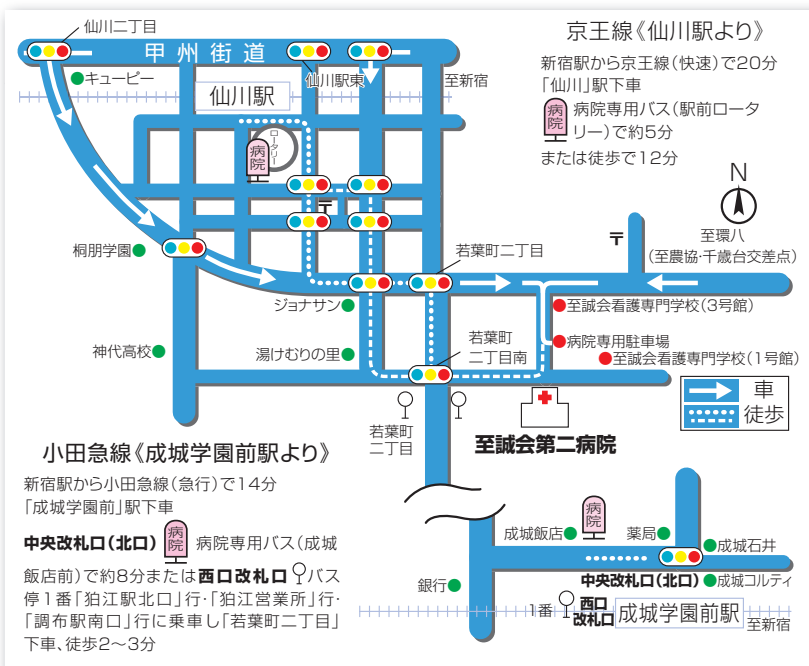 仙川二丁目
甲州街道
キューピー
仙川駅
仙川駅東
至新宿
京王線《仙川駅より》
新宿駅から京王線(快速)で20分
「仙川」駅下車
病院
病院専用バス(駅前ロータ
リー)で約5分
または徒歩で12分
病院
ロータリー
〒
N
〒
至環八
(至農協・千歳台交差点)
桐朋学園
若葉町二丁目
ジョナサン
至誠会看護専門学校(3号館)
神代高校
湯けむりの里
若葉町
二丁目南
病院専用駐車場
至誠会看護専門学校(1号館)
車
徒歩
若葉町
二丁目
至誠会第二病院
小田急線《成城学園前駅より》
新宿駅から小田急線(急行)で14分
「成城学園前」駅下車
中央改札口(北口) 病院 病院専用バス(成城
飯店前)で約8分または西口改札口 バス
停1番「狛江駅北口」行・「狛江営業所」行・
「調布駅南口」行に乗車し「若葉町二丁目」
下車、徒歩2〜3分
成城飯店
病院
薬局
成城石井
中央改札口(北口)
成城コルティ
銀行
1番
西口
改札口
成城学園前駅
至新宿